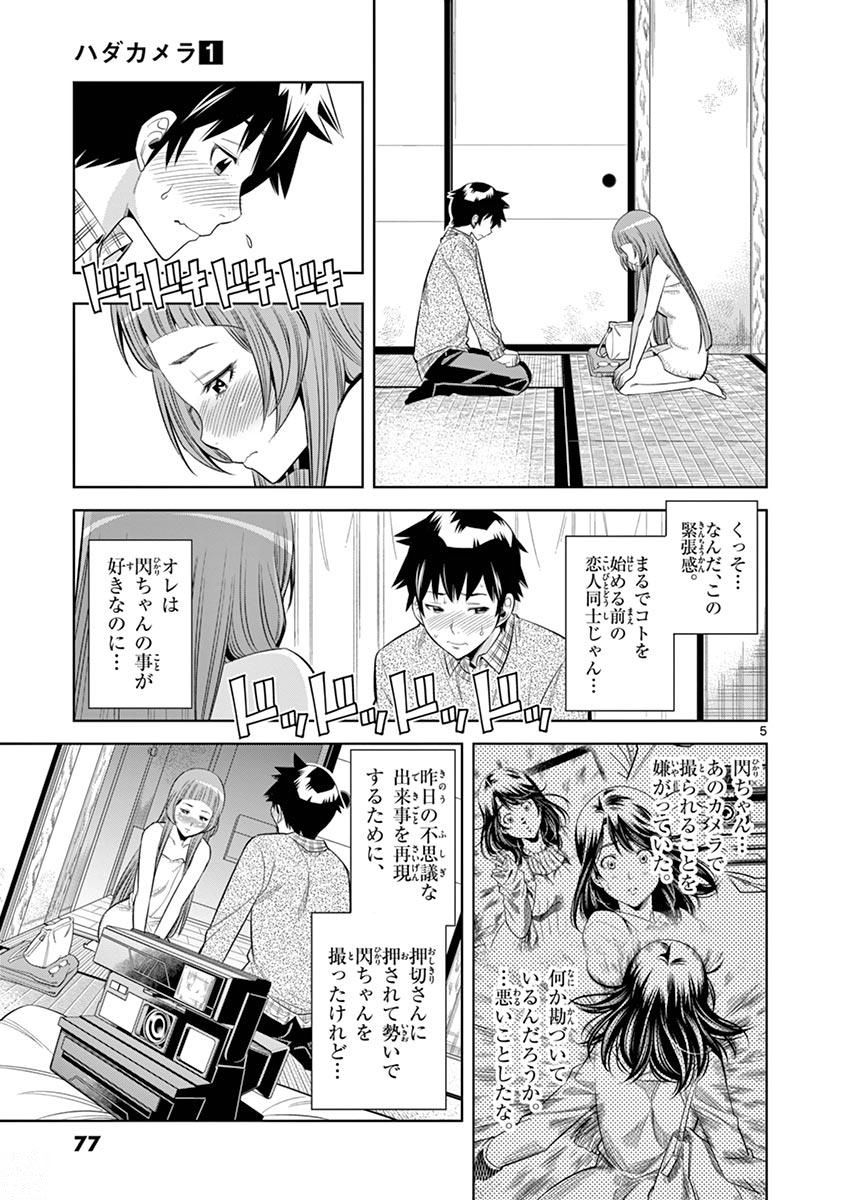 ハダカメラ1
ドキドキドキドキ
くっそ…
なんだ、この
緊張感。
まるでコトを
始める前の
恋人同士じゃん…
オレは
閃ちゃんの事が
好きなのに…
ドッドッドッドッ
5
閃ちゃん…
あのカメラで
撮られることを
嫌がっていた。
何か勘づいて
いるんだろうか。
…悪いことしたな。
昨日の不思議な
出来事を再現
するために、
押切さんに
押されて勢いで
閃ちゃんを
撮ったけれど…
77